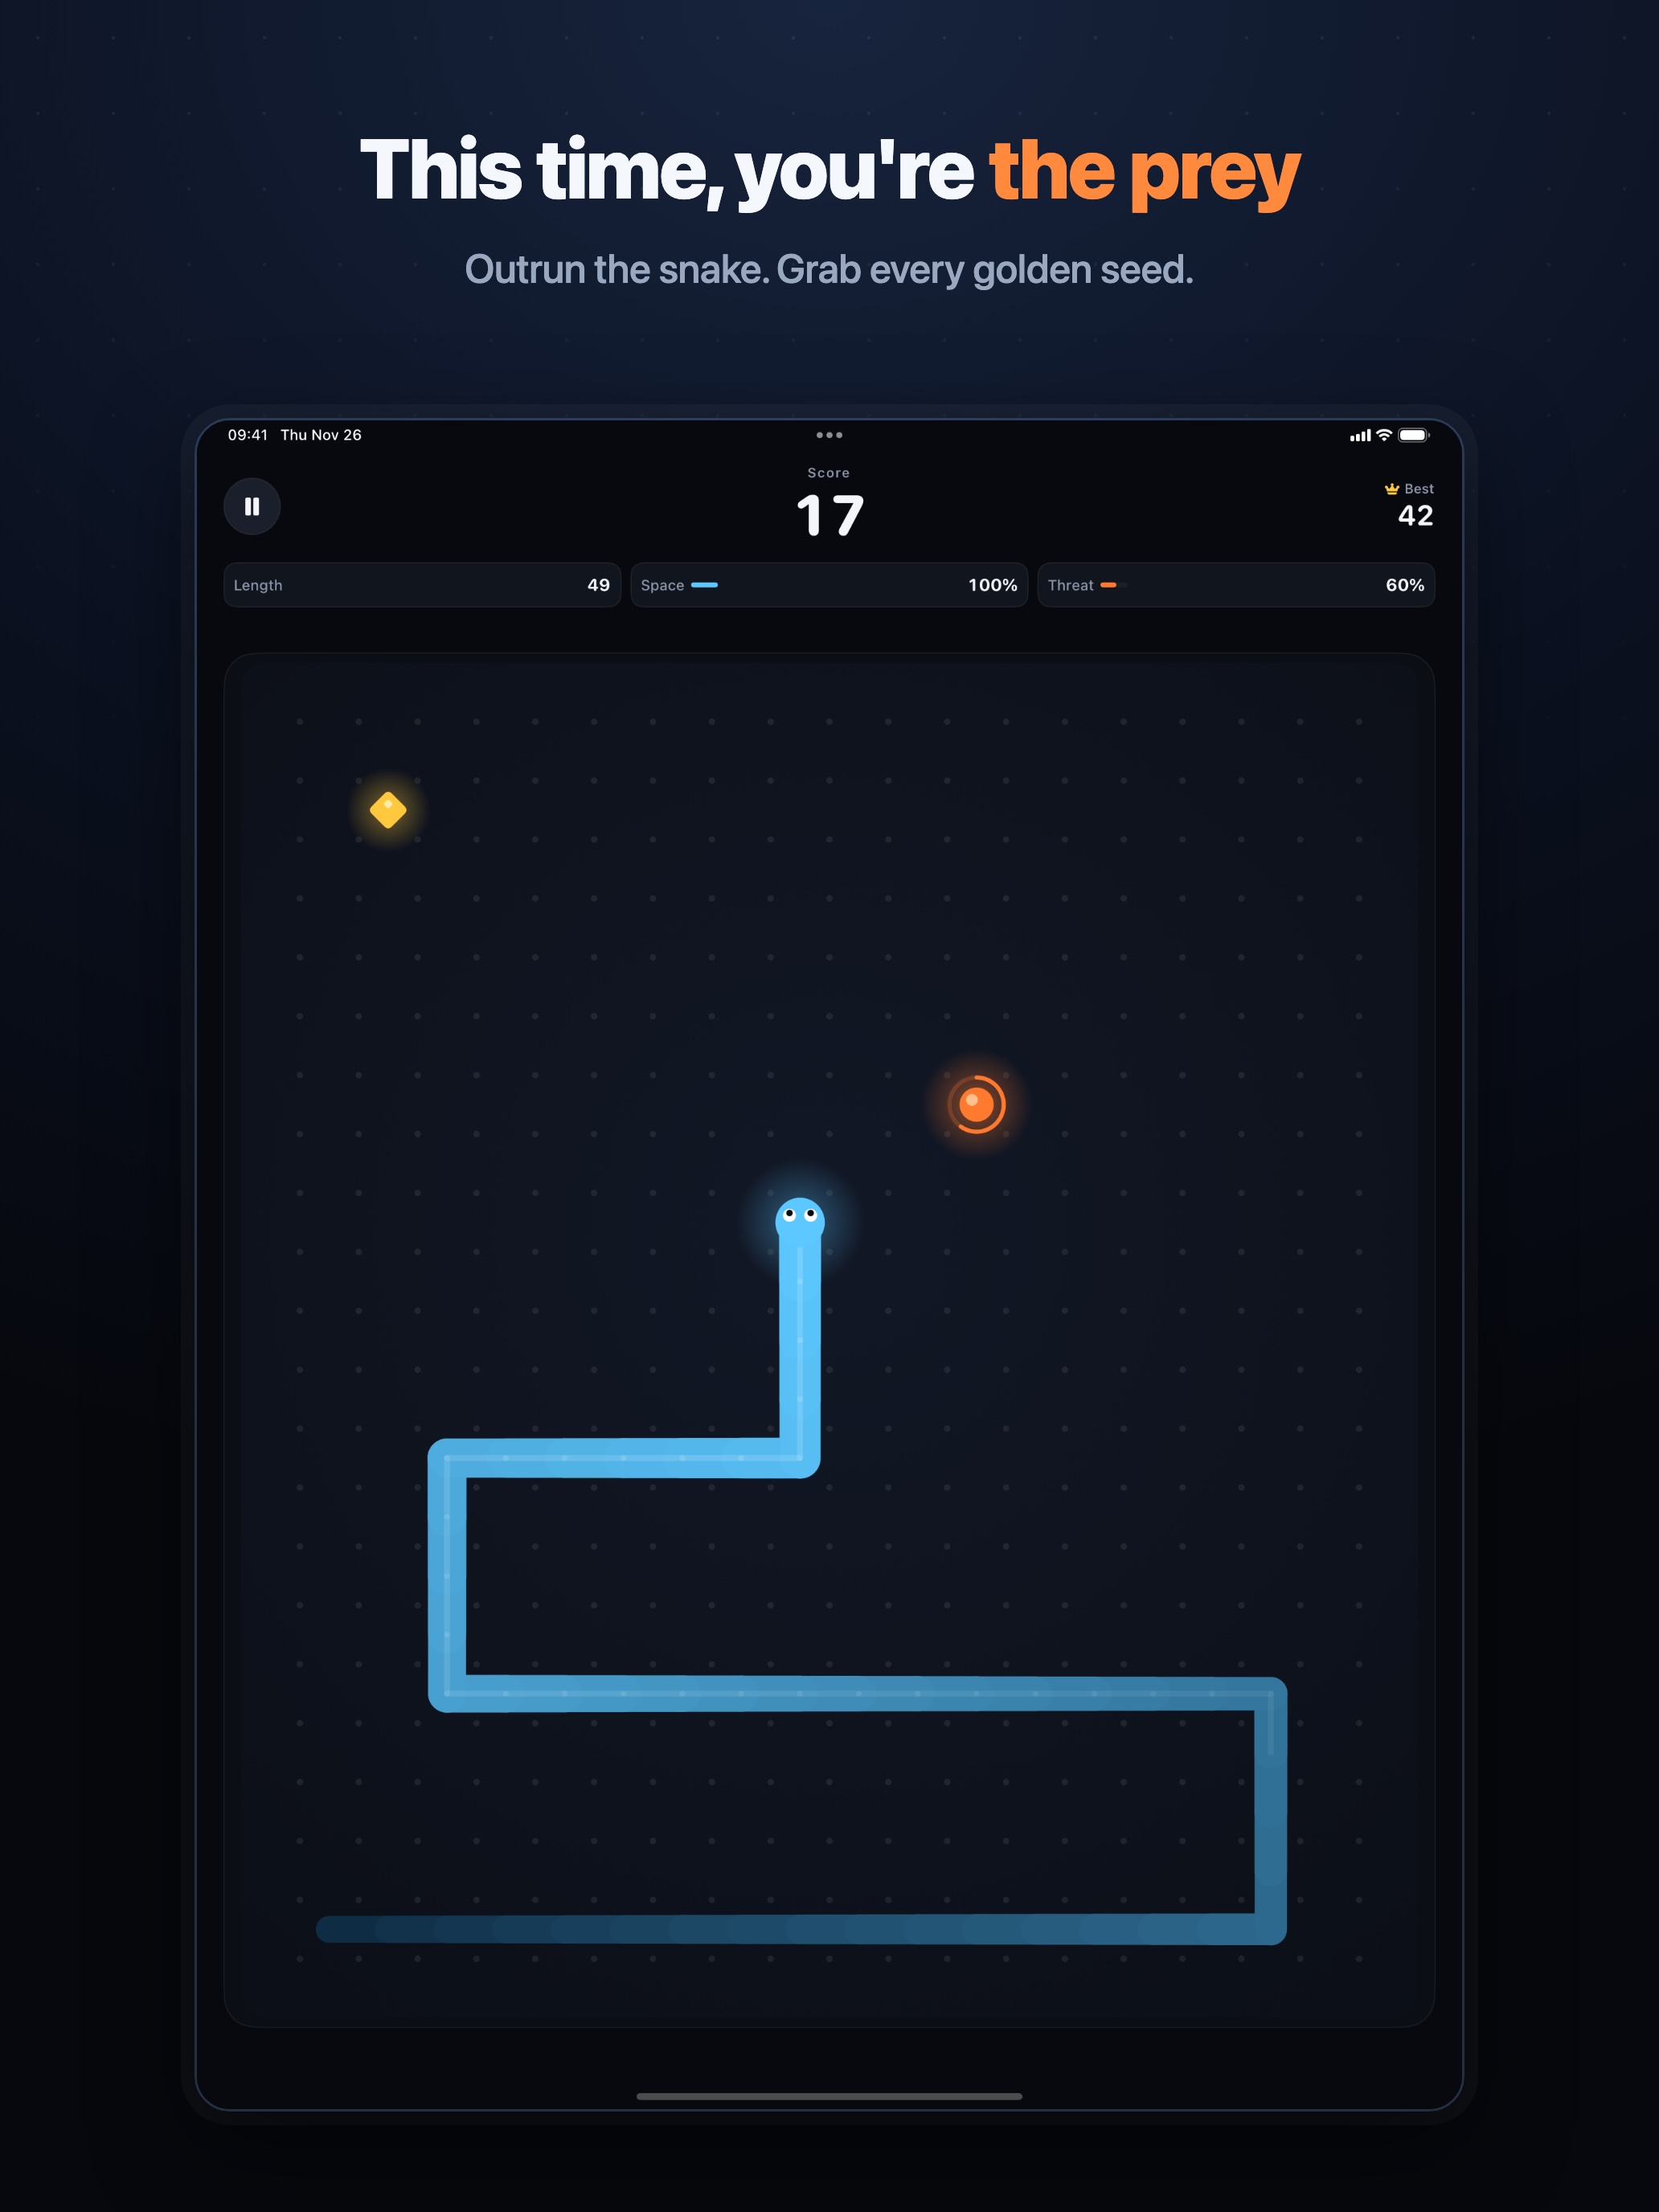 This time, you're the prey
Outrun the snake. Grab every golden seed.
09:41 Thu Nov 26
Score
17
Best
42
Length 49
Space 100%
Threat 60%